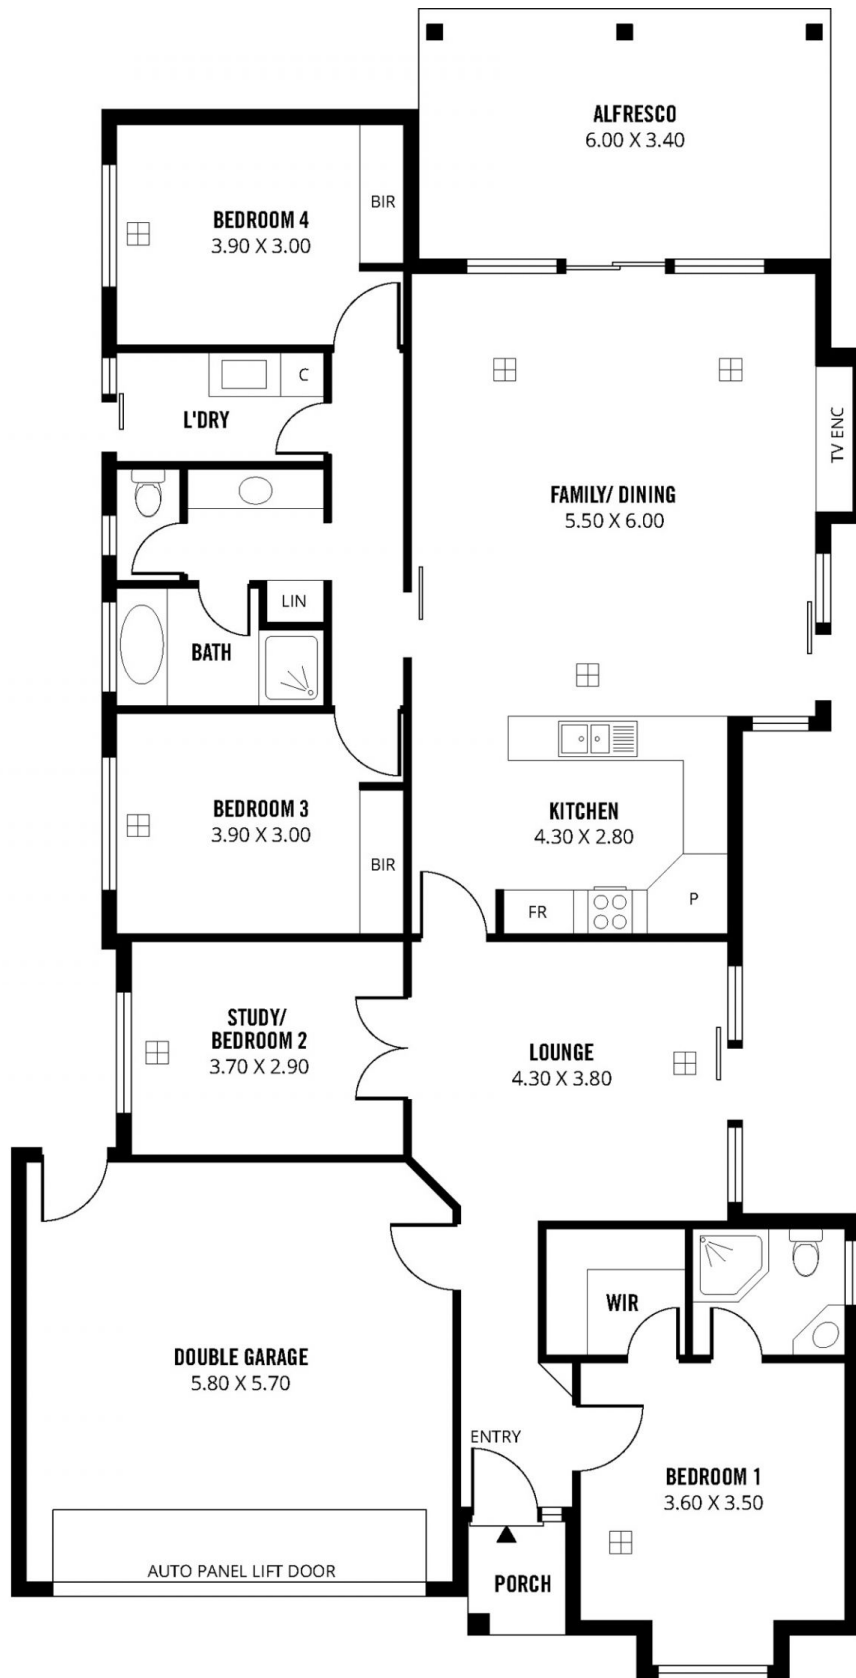 ALFRESCO
6.00 X 3.40
BIR
BEDROOM 4
3.90 X 3.00
C
L'DRY
TV ENC
FAMILY/ DINING
5.50 X 6.00
LIN
BATH
BEDROOM 3
3.90 X 3.00
BIR
KITCHEN
4.30 X 2.80
FR
P
STUDY/
BEDROOM 2
3.70 X 2.90
LOUNGE
4.30 X 3.80
WIR
DOUBLE GARAGE
5.80 X 5.70
ENTRY
BEDROOM 1
3.60 X 3.50
AUTO PANEL LIFT DOOR
PORCH